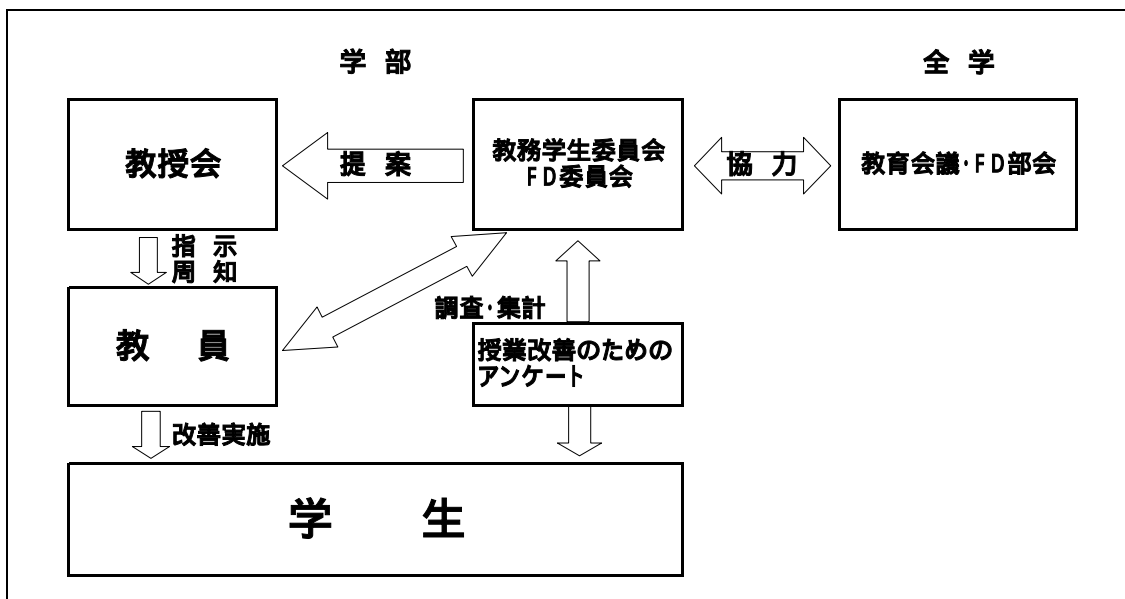 学 部
全 学
教授会
提 案
教務学生委員会
FD委員会
協 力
教育会議・FD部会
指 示
周 知
教 員
調査・集計
授業改善のための
アンケート
改善実施
学 生